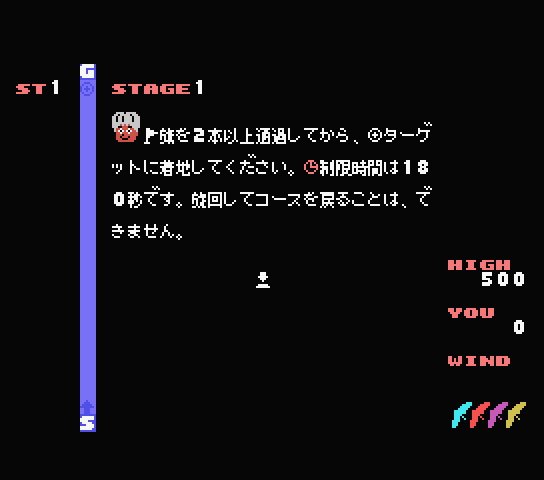 G
ST1
STAGE1
旗を2本以上通過してから、ターゲ
ットに着地してください。制限時間は18
0秒です。旋回してコースを戻ることは、で
きません。
HIGH
500
YOU
0
WIND
S